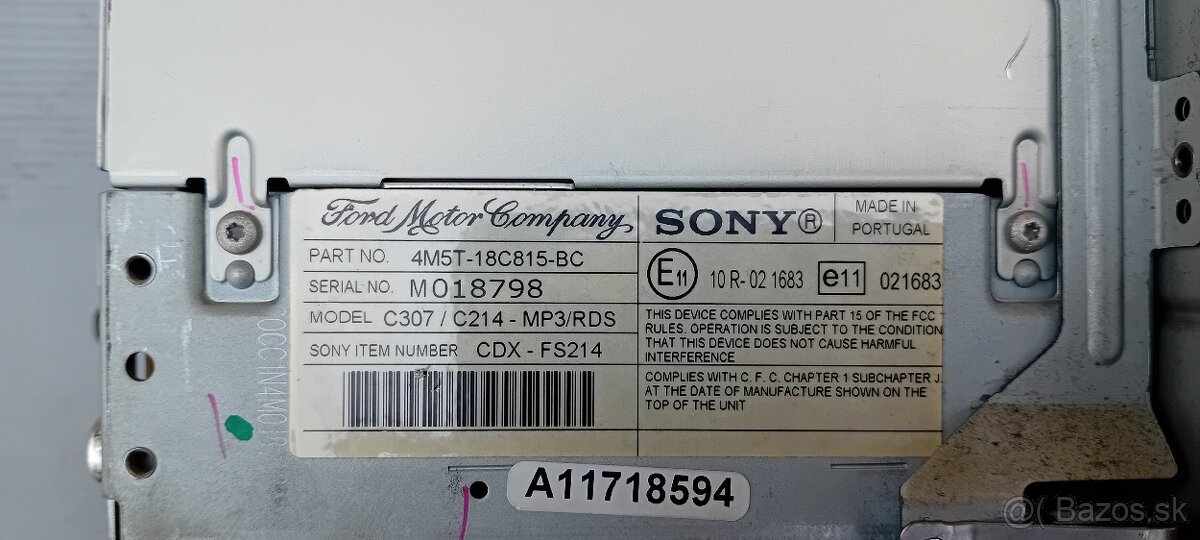 Ford Motor Company
SONY®
MADE IN
PORTUGAL
PART NO. 4M5T-18C815-BC
SERIAL NO. M018798
MODEL C307 / C214 - MP3/RDS
SONY ITEM NUMBER CDX - FS214
E11 10 R- 02 1683 e11 021683
THIS DEVICE COMPLIES WITH PART 15 OF THE FCC
RULES. OPERATION IS SUBJECT TO THE CONDITION
THAT THIS DEVICE DOES NOT CAUSE HARMFUL
INTERFERENCE
COMPLIES WITH C. F. C. CHAPTER 1 SUBCHAPTER J.
AT THE DATE OF MANUFACTURE SHOWN ON THE
TOP OF THE UNIT
A11718594
@( Bazos.sk